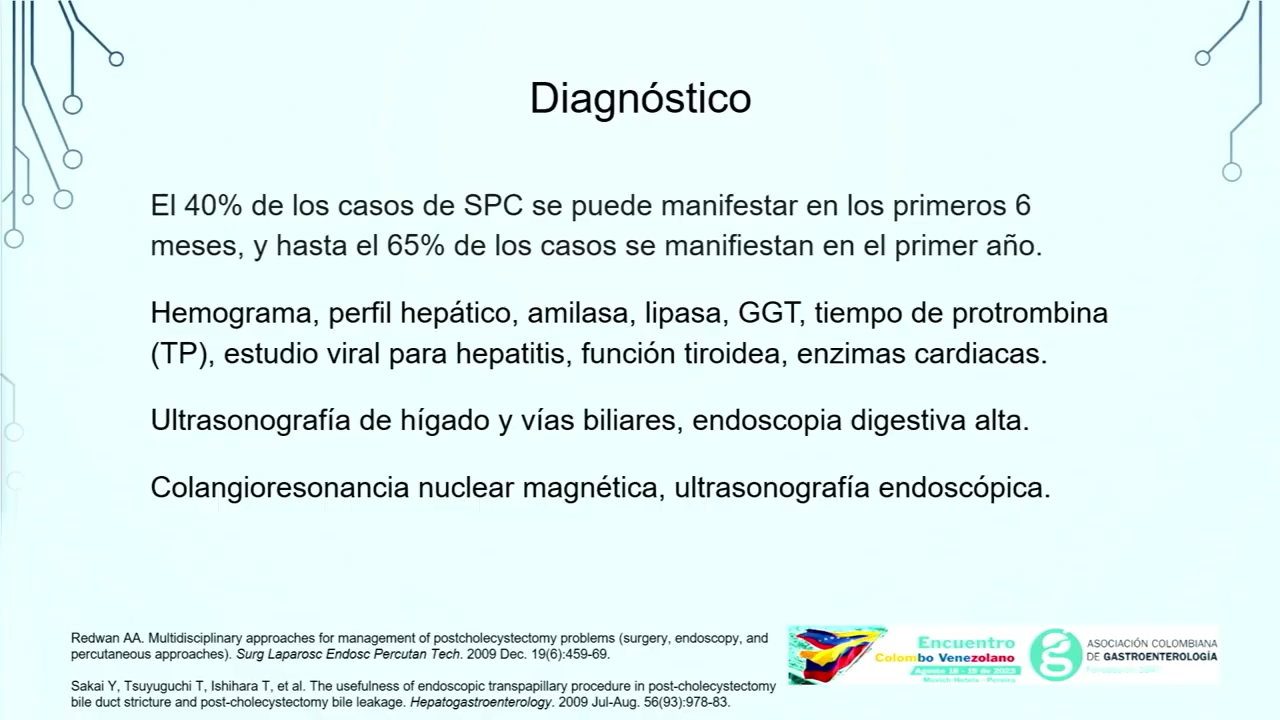 Diagnóstico
El 40% de los casos de SPC se puede manifestar en los primeros 6
meses, y hasta el 65% de los casos se manifiestan en el primer año.
Hemograma, perfil hepático, amilasa, lipasa, GGT, tiempo de protrombina
(TP), estudio viral para hepatitis, función tiroidea, enzimas cardiacas.
Ultrasonografía de hígado y vías biliares, endoscopia digestiva alta.
Colangioresonancia nuclear magnética, ultrasonografía endoscópica.
Redwan AA. Multidisciplinary approaches for management of postcholecystectomy problems (surgery, endoscopy, and
percutaneous approaches). Surg Laparosc Endosc Percutan Tech. 2009 Dec. 19(6):459-69.
Sakai Y, Tsuyuguchi T, Ishihara T, et al. The usefulness of endoscopic transpapillary procedure in post-cholecystectomy
bile duct stricture and post-cholecystectomy bile leakage. Hepatogastroenterology. 2009 Jul-Aug. 56(93):978-83.
Encuentro
Colombo Venezolano
ASOCIACIÓN COLOMBIANA
DE GASTROENTEROLOGÍA